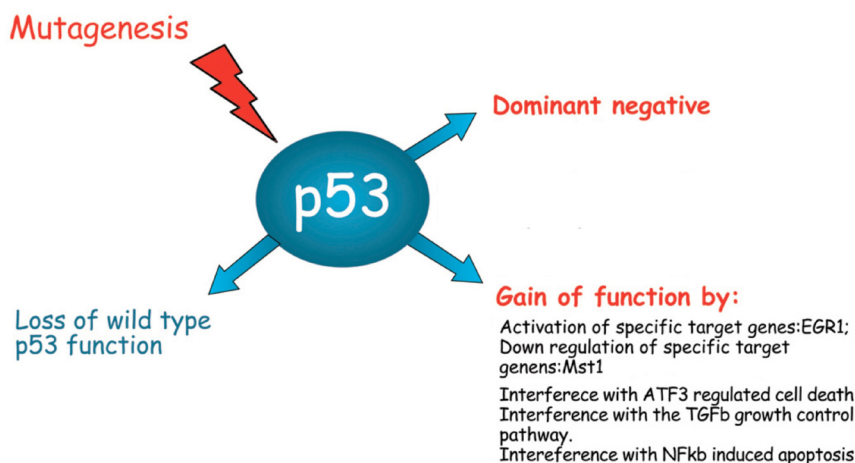 Mutagenesis
Dominant negative
p53
Gain of function by:
Loss of wild type
p53 function
Activation of specific target genes:EGR1;
Down regulation of specific target
genens:Mst1
Interferece with ATF3 regulated cell death
Interference with the TGFb growth control
pathway.
Intereference with NFkb induced apoptosis